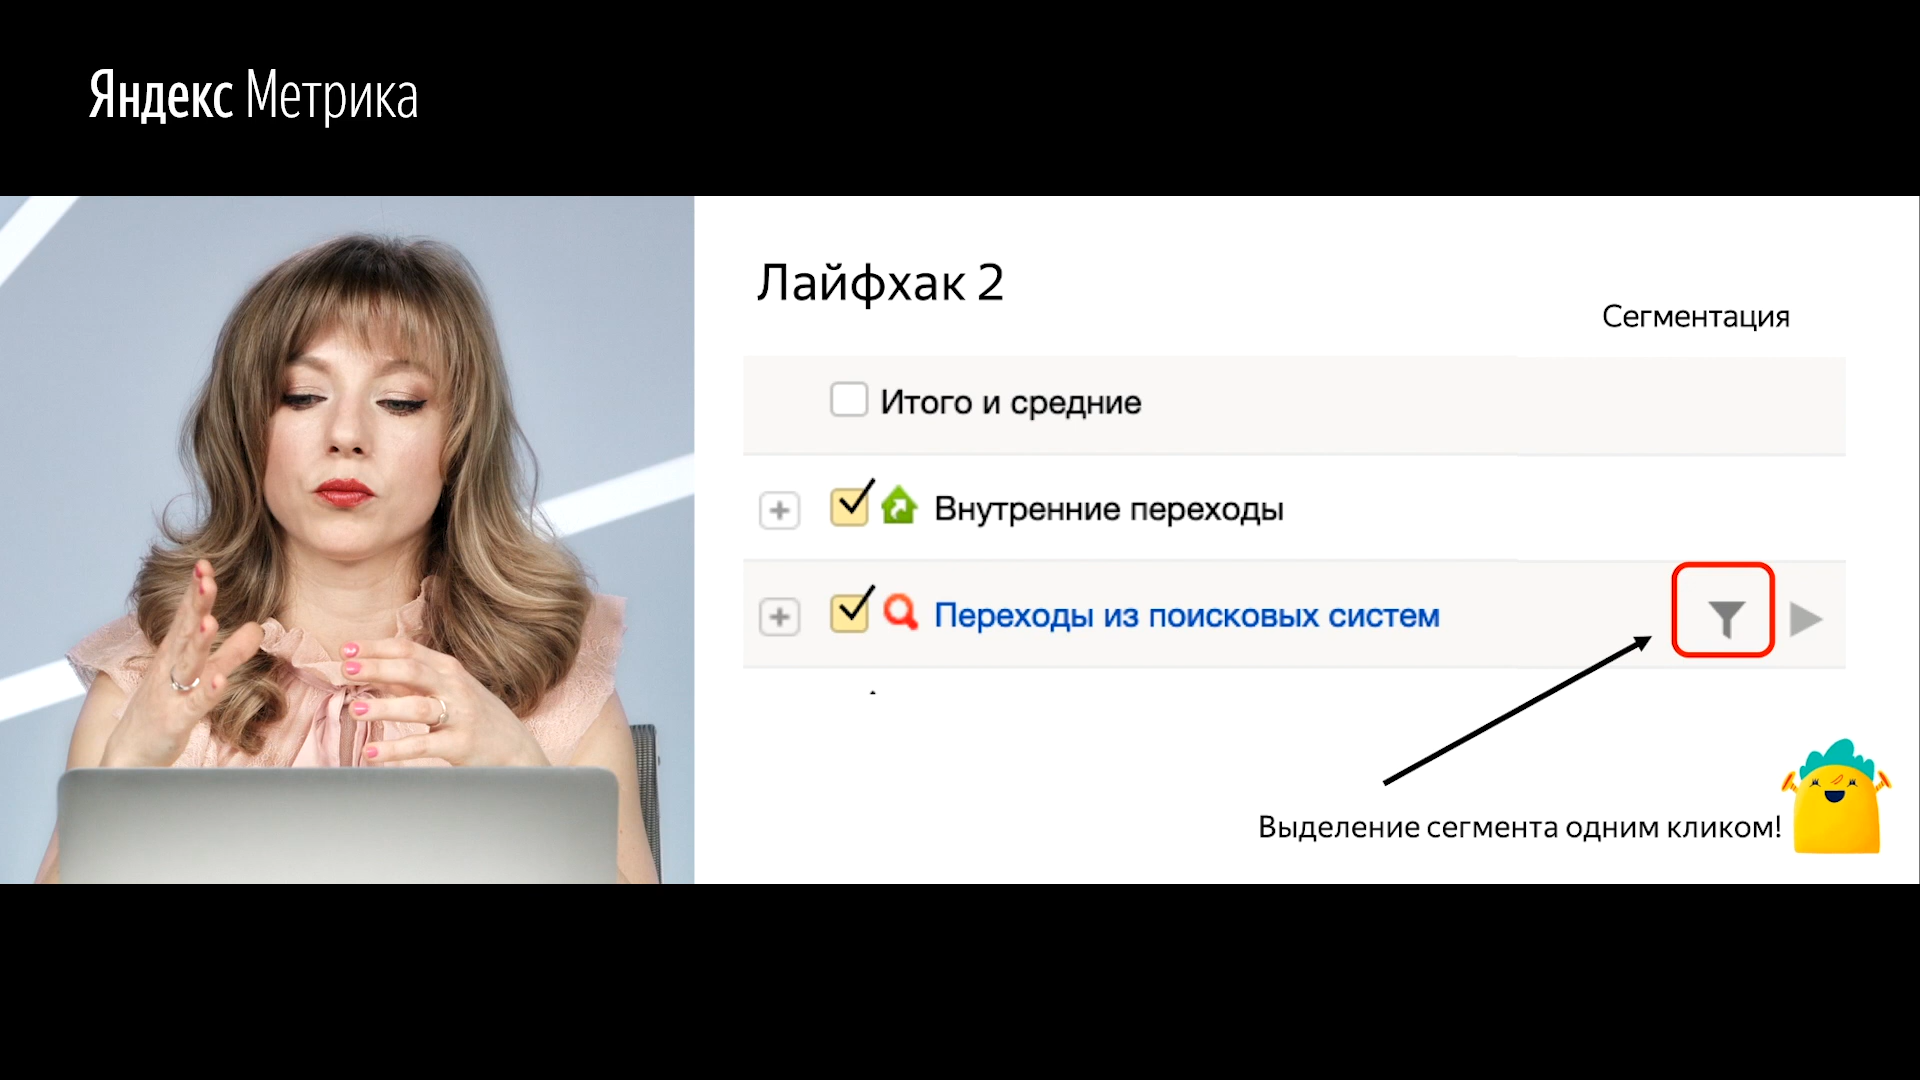 Яндекс Метрика
Лайфхак 2
Сегментация
Итого и средние
Внутренние переходы
Переходы из поисковых систем
Выделение сегмента одним кликом!